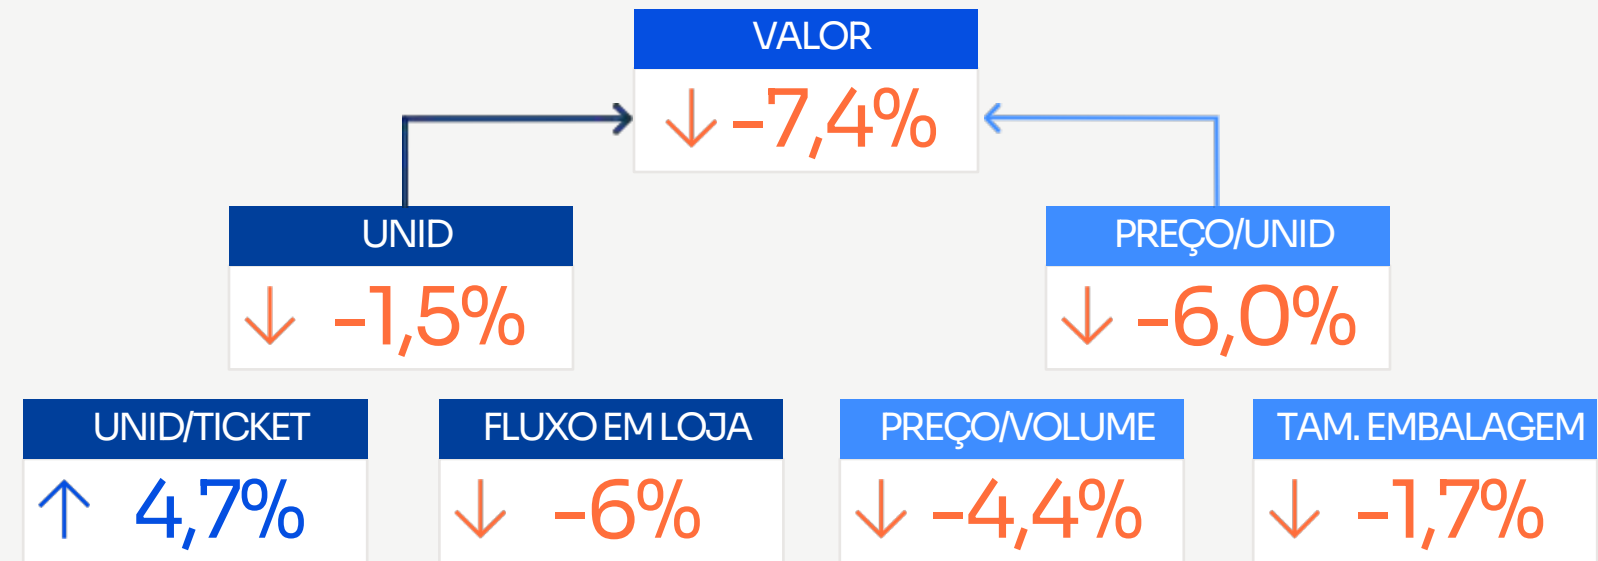 VALOR
-7,4%
UNID
PREÇO/UNID
-1,5%
-6,0%
UNID/TICKET
FLUXO EM LOJA
PREÇO/VOLUME
TAM. EMBALAGEM
4,7%
-6%
-4,4%
-1,7%